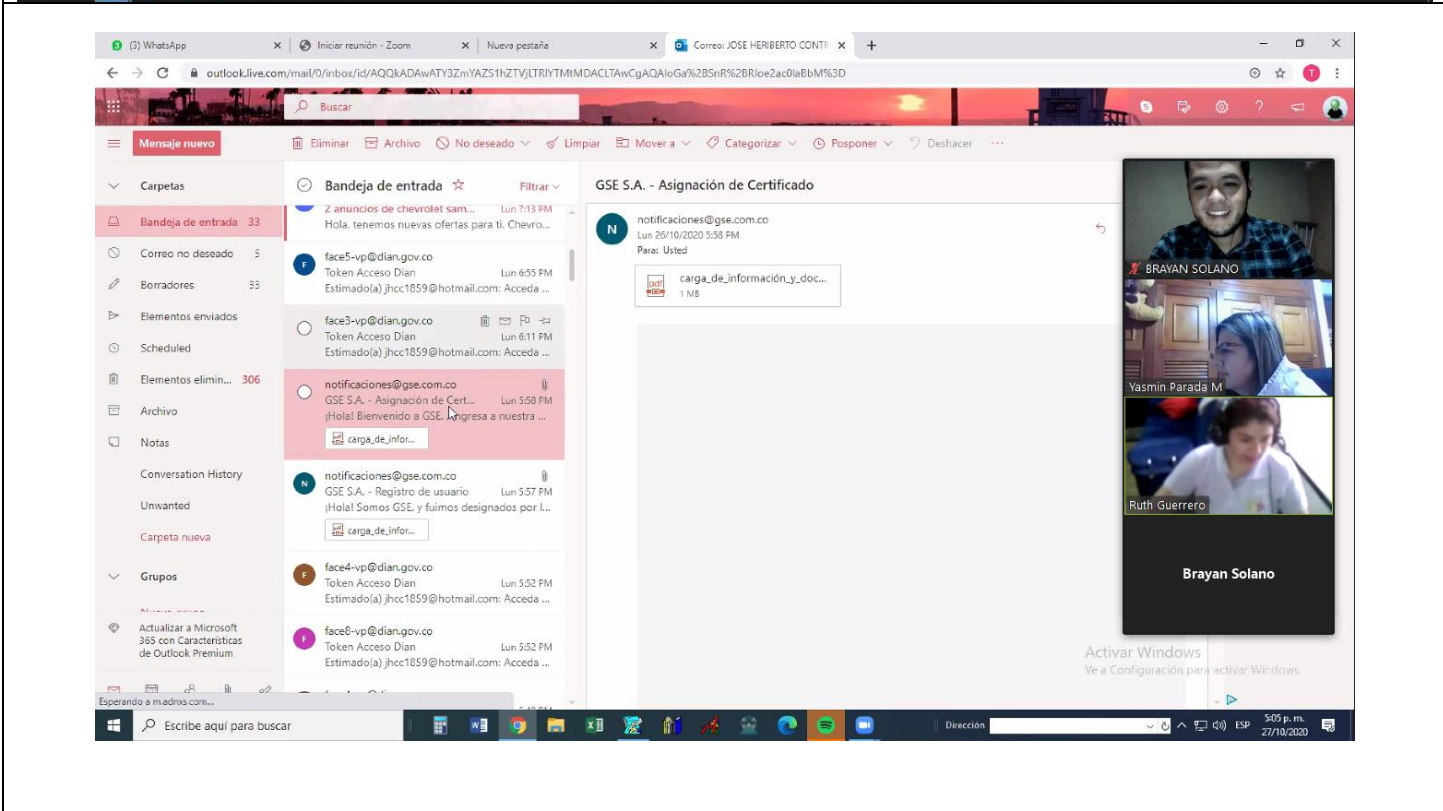 (3) WhatsApp
Iniciar reunión - Zoom
Nueva pestaña
Correo: JOSE HERIBERTO CONTR
outlook.live.com/mail/0/inbox/id/
Buscar
Mensaje nuevo
Eliminar Archivo No deseado Limpiar Mover a Categorizar Posponer Deshacer
Carpetas
Bandeja de entrada 33
Correo no deseado 5
Borradores 33
Elementos enviados
Scheduled
Elementos elimin... 306
Archivo
Notas
Conversation History
Unwanted
Carpeta nueva
Grupos
Actualizar a Microsoft
365 con Características
de Outlook Premium
Esperando a m.adnxs.com...
Bandeja de entrada Filtrar
2 anuncios de chevrolet sam... Lun 7:13 PM
Hola, tenemos nuevas ofertas para ti. Chevro...
face5-vp@dian.gov.co
Token Acceso Dian Lun 6:55 PM
Estimado(a) jhcc1859@hotmail.com: Acceda ...
face3-vp@dian.gov.co
Token Acceso Dian Lun 6:11 PM
Estimado(a) jhcc1859@hotmail.com: Acceda ...
notificaciones@gse.com.co
GSE S.A. - Asignación de Cert... Lun 5:58 PM
¡Hola! Bienvenido a GSE. Ingresa a nuestra ...
carga_de_infor...
N
notificaciones@gse.com.co
GSE S.A. - Registro de usuario Lun 5:57 PM
¡Hola! Somos GSE, y fuimos designados por l...
carga_de_infor...
face4-vp@dian.gov.co
Token Acceso Dian Lun 5:52 PM
Estimado(a) jhcc1859@hotmail.com: Acceda ...
face8-vp@dian.gov.co
Token Acceso Dian Lun 5:52 PM
Estimado(a) jhcc1859@hotmail.com: Acceda ...
GSE S.A. - Asignación de Certificado
N
notificaciones@gse.com.co
Lun 26/10/2020 5:58 PM
Para: Usted
pdf
carga_de_información_y_doc...
1 MB
BRAYAN SOLANO
Yasmin Parada M
Ruth Guerrero
Brayan Solano
Activar Windows
Ve a Configuración para activar Windows.
Escribe aquí para buscar
Dirección
ESP
5:05 p. m.
27/10/2020